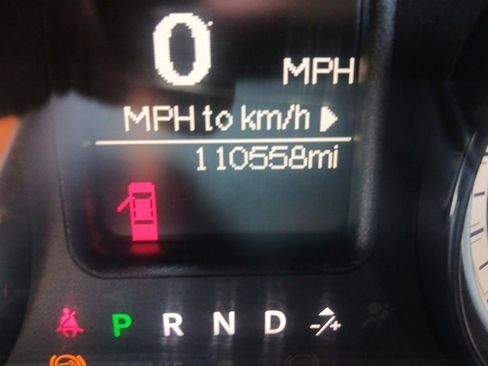 0 MPH
MPH to km/h ▶
110558mi
P R N D -/+